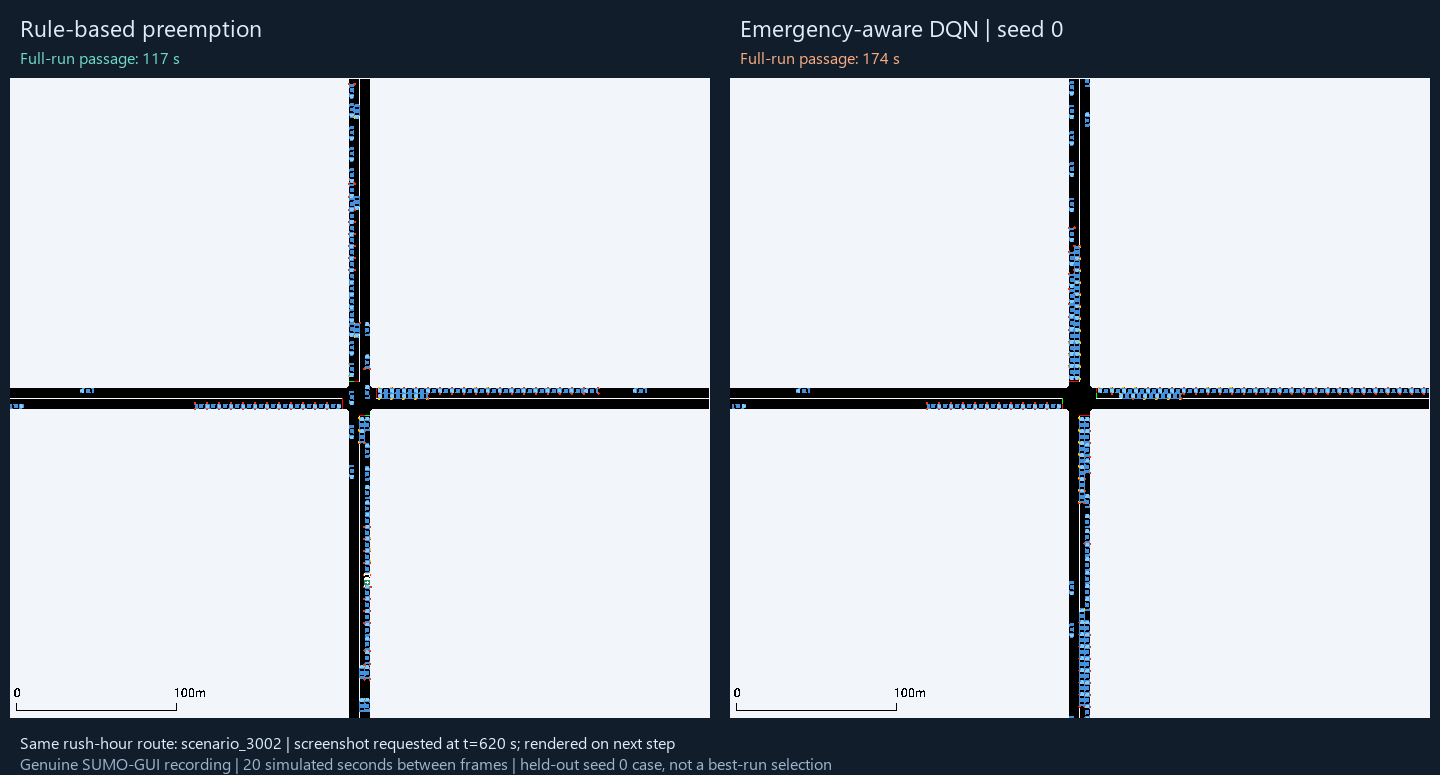 Rule-based preemption
Full-run passage: 117 s
Emergency-aware DQN | seed 0
Full-run passage: 174 s
0 100m
0 100m
Same rush-hour route: scenario_3002 | screenshot requested at t=620 s; rendered on next step
Genuine SUMO-GUI recording | 20 simulated seconds between frames | held-out seed 0 case, not a best-run selection